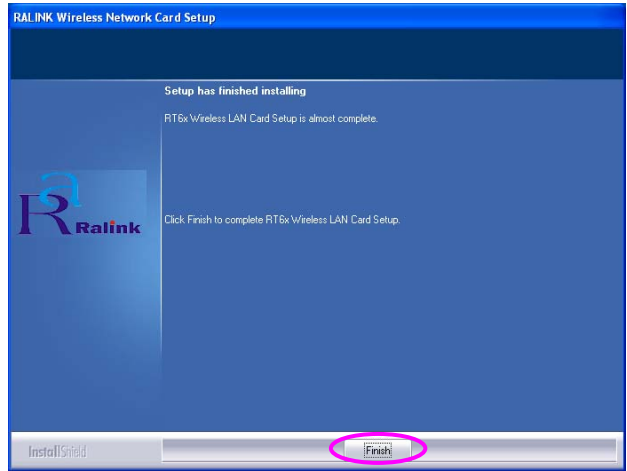 RALINK Wireless Network Card Setup
Setup has finished installing
RT6x Wireless LAN Card Setup is almost complete.
Ra
Ralink
Click Finish to complete RT6x Wireless LAN Card Setup.
InstallShield
Finish